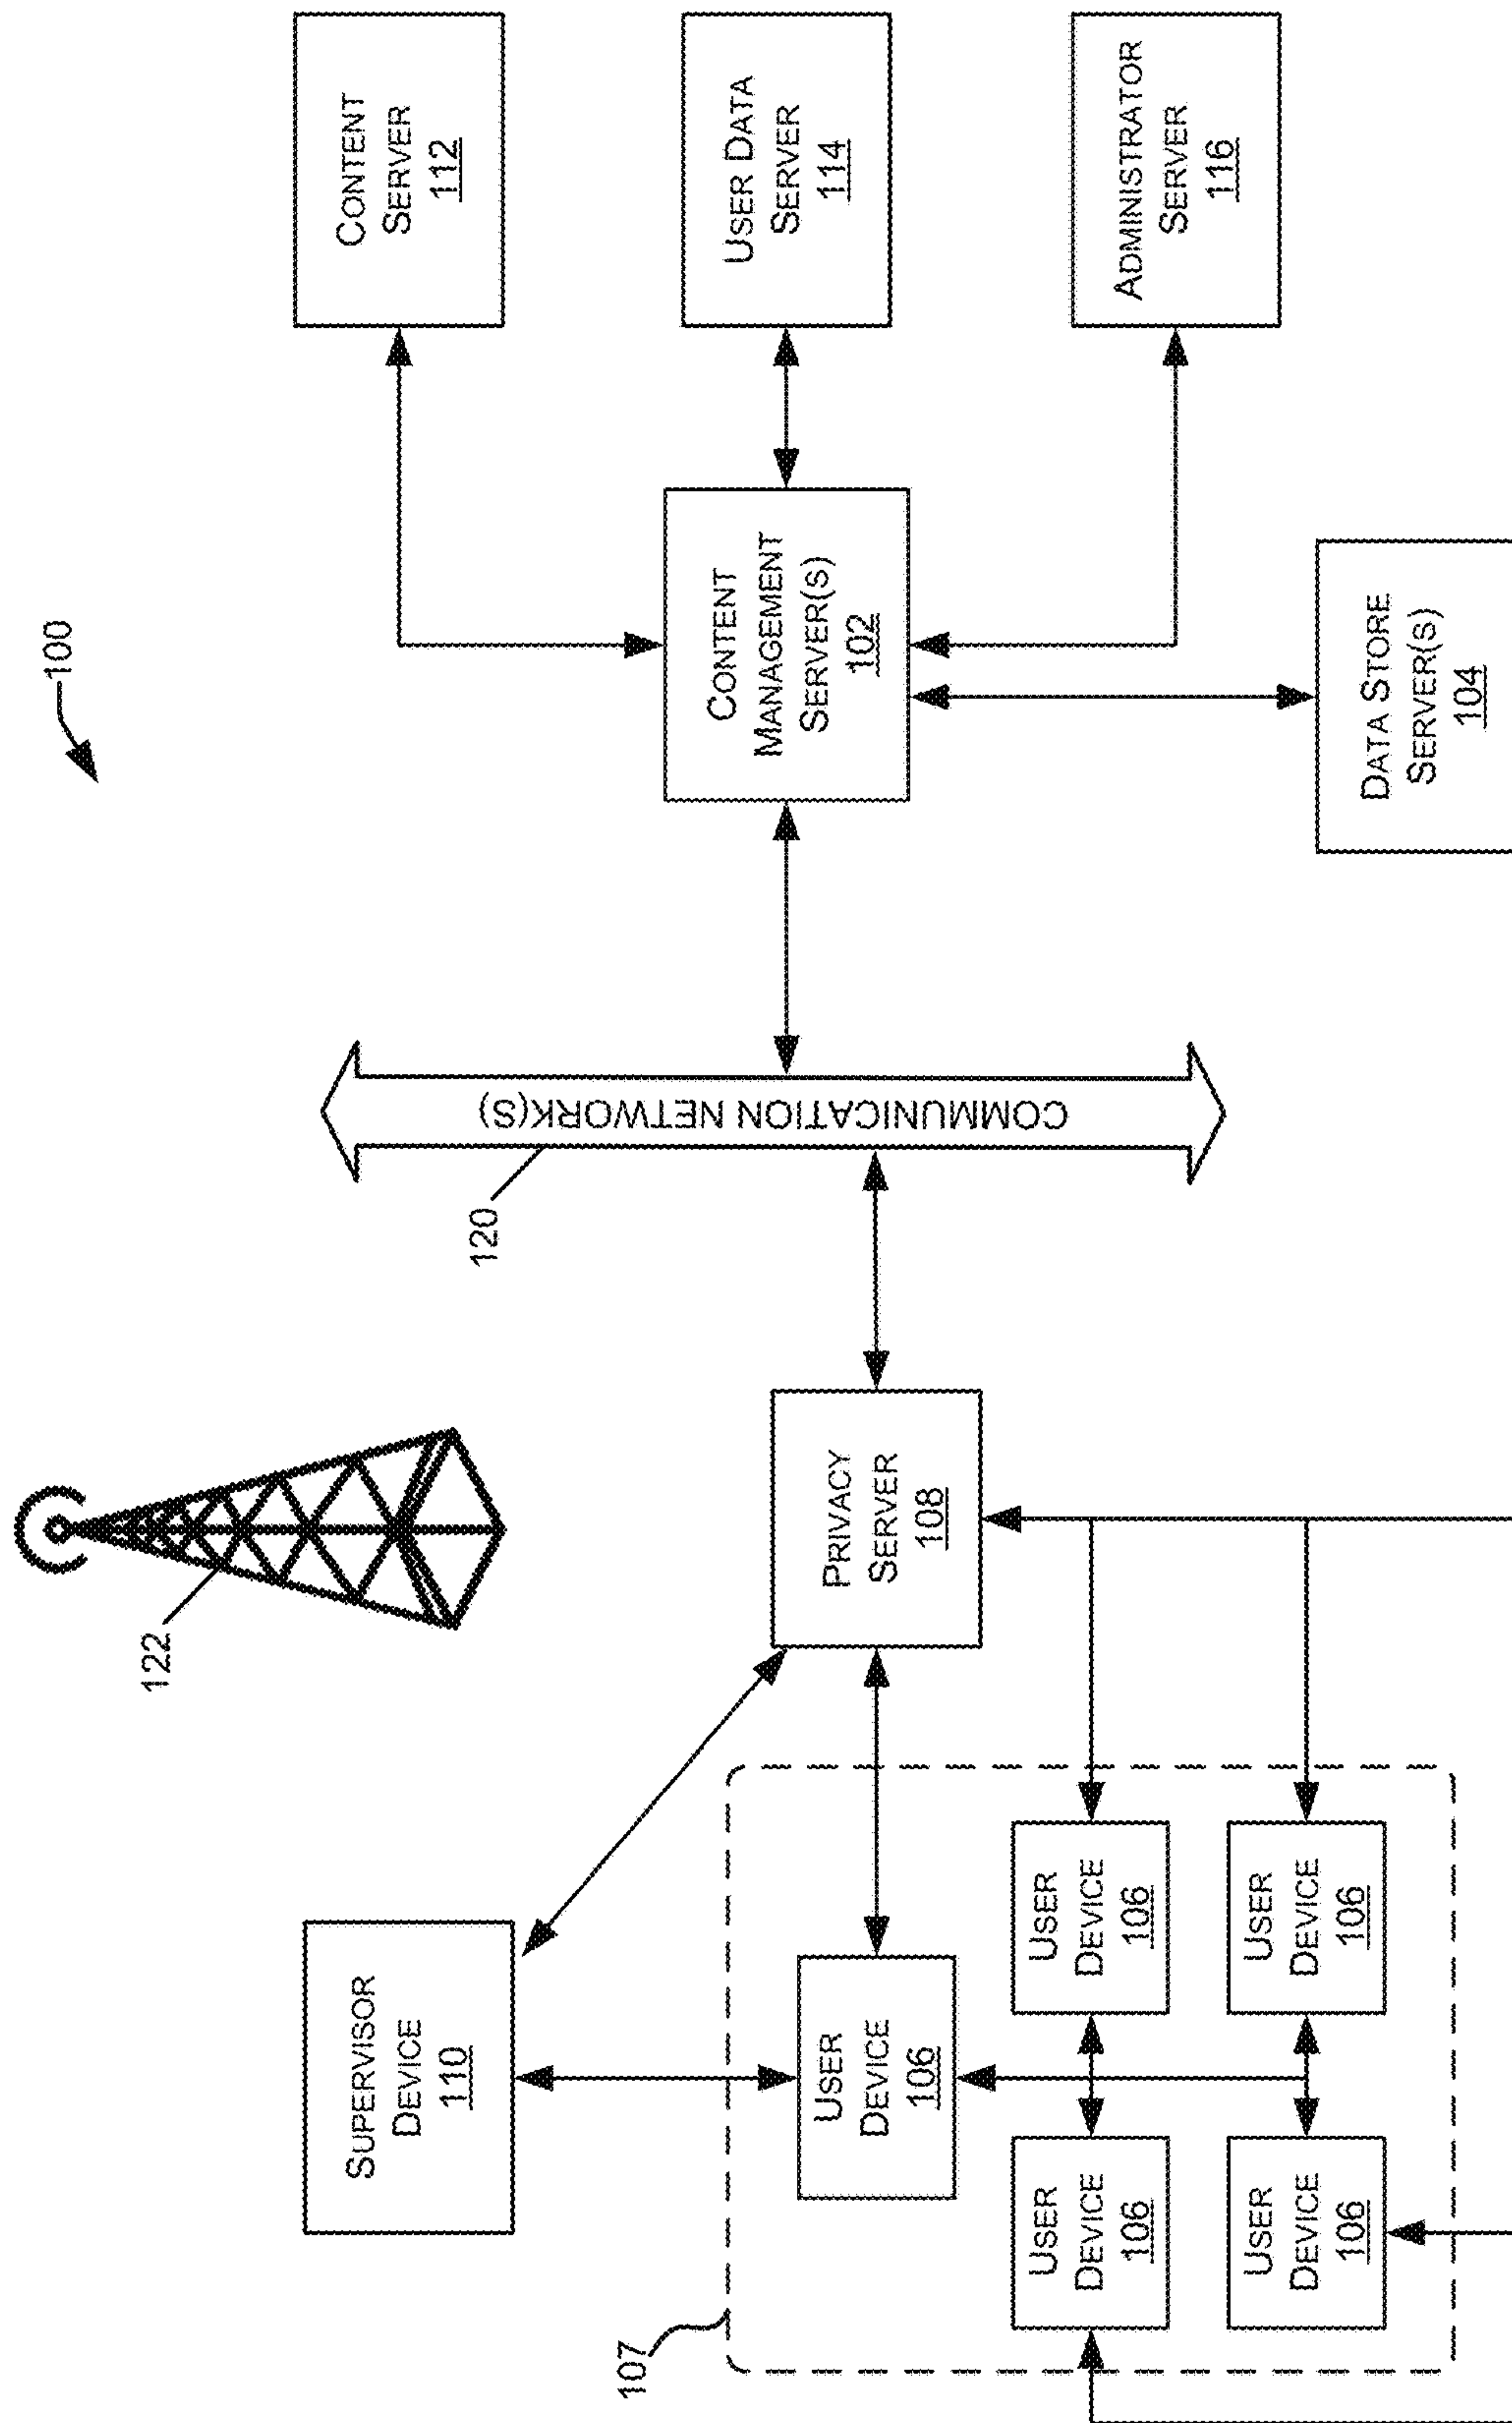 100
CONTENT
SERVER
112
USER DATA
SERVER
114
ADMINISTRATOR
SERVER
116
CONTENT
MANAGEMENT
SERVER(S)
102
DATA STORE
SERVER(S)
104
COMMUNICATION NETWORK(S)
120
122
PRIVACY
SERVER
108
SUPERVISOR
DEVICE
110
107
USER
DEVICE
106
USER
DEVICE
106
USER
DEVICE
106
USER
DEVICE
106
USER
DEVICE
106